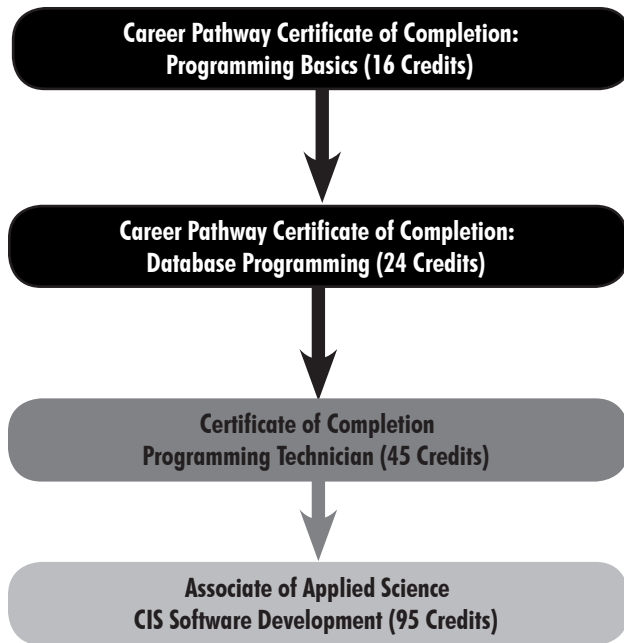 Career Pathway Certificate of Completion:
Programming Basics (16 Credits)
Career Pathway Certificate of Completion:
Database Programming (24 Credits)
Certificate of Completion
Programming Technician (45 Credits)
Associate of Applied Science
CIS Software Development (95 Credits)